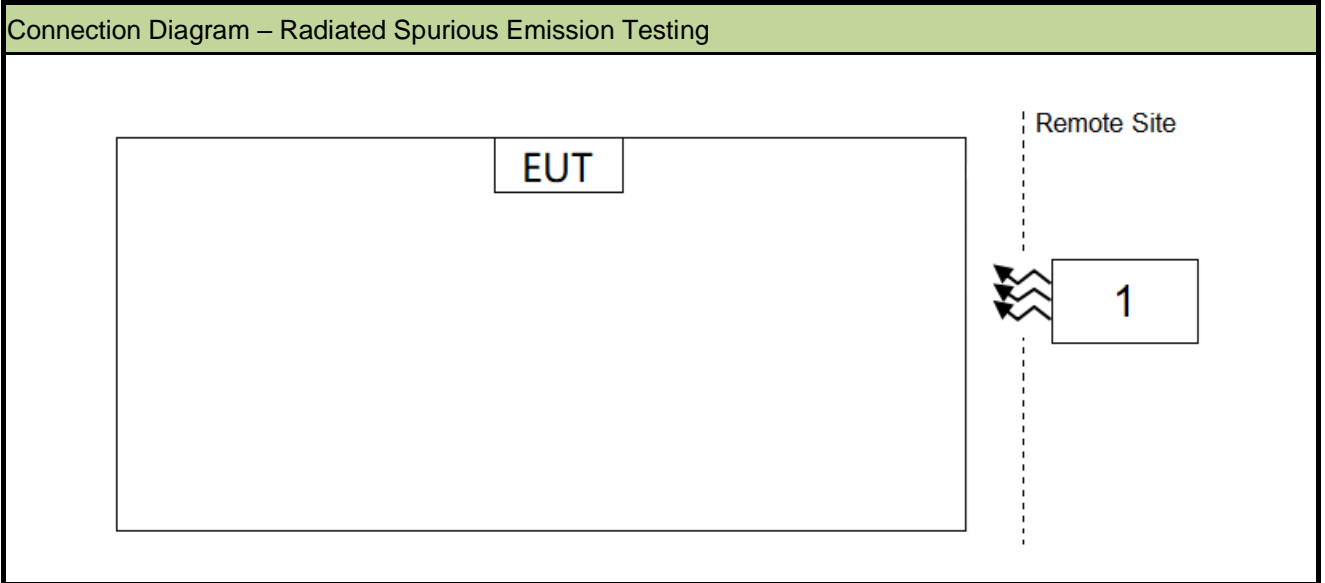 Connection Diagram – Radiated Spurious Emission Testing
Remote Site
EUT
1